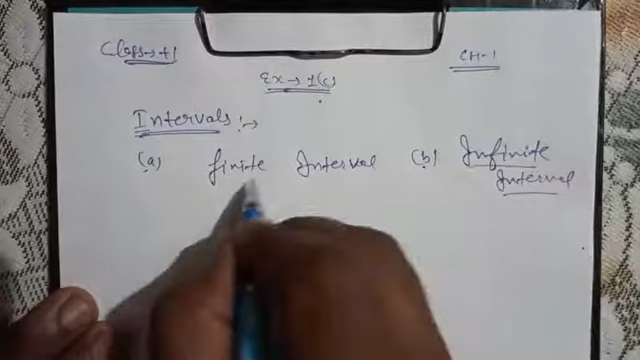 Class → +1
CH-1
Ex → 1(c)
Intervals :→
(a) finite Interval (b) Infinite
Interval